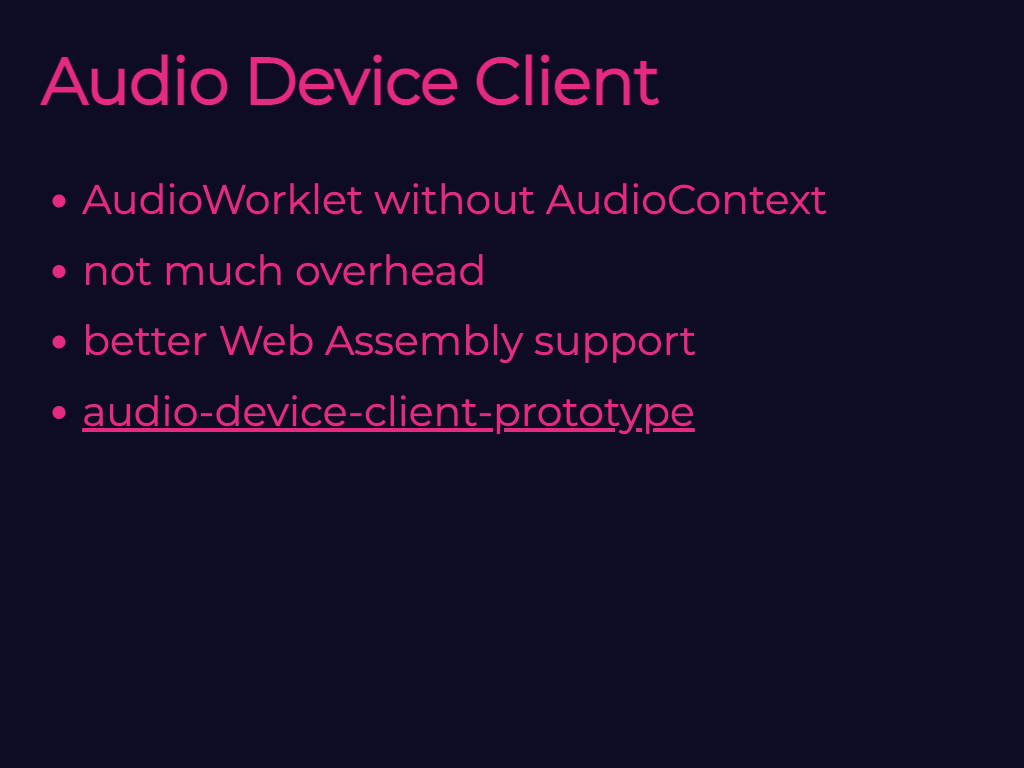 Audio Device Client
• AudioWorklet without AudioContext
• not much overhead
• better Web Assembly support
• audio-device-client-prototype